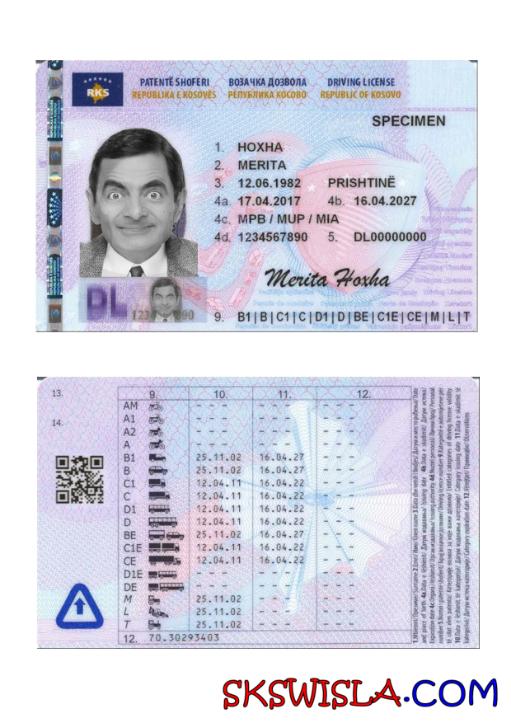 RKS
PATENTË SHOFERI ВОЗАЧКА ДОЗВОЛА DRIVING LICENSE
REPUBLIKA E KOSOVËS РЕПУБЛИКА КОСОВО REPUBLIC OF KOSOVO
SPECIMEN
1. HOXHA
2. MERITA
3. 12.06.1982 PRISHTINË
4a. 17.04.2017 4b. 16.04.2027
4c. MPB / MUP / MIA
4d. 1234567890 5. DL00000000
Merita Hoxha
DL
9. B1|B|C1|C|D1|D|BE|C1E|CE|M|L|T
13.
14.
9. 10. 11. 12.
AM - - - - - - - - -
A1 - - - - - - - - -
A2 - - - - - - - - -
A - - - - - - - - -
B1 25.11.02 16.04.27 - - -
B 25.11.02 16.04.27 - - -
C1 12.04.11 16.04.22 - - -
C 12.04.11 16.04.22 - - -
D1 12.04.11 16.04.22 - - -
D 12.04.11 16.04.22 - - -
BE 25.11.02 16.04.27 - - -
C1E 12.04.11 16.04.22 - - -
CE 12.04.11 16.04.22 - - -
D1E - - - - - - - - -
DE - - - - - - - - -
M 25.11.02 - - - - - -
L 25.11.02 - - - - - -
T 25.11.02 - - - - - -
12. 70.30293403
SKSWISLA.COM